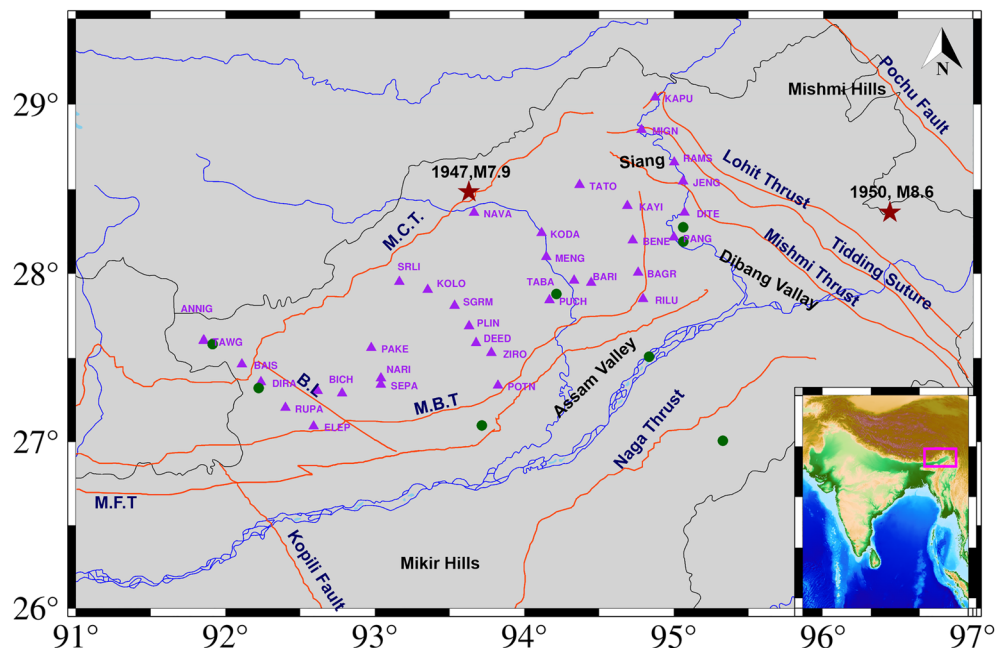 N
Pochu Fault
29°
Mishmi Hills
KAPU
MIGN
Siang
RAMS
Lohit Thrust
1947,M7.9
TATO
JENG
1950, M8.6
KAYI
NAVA
DITE
M.C.T.
KODA
BENE
PANG
Tidding Suture
Mishmi Thrust
MENG
Dibang Valley
28°
SRLI
KOLO
TABA
BARI
BAGR
SGRM
PUCH
RILU
ANNIG
PLIN
TAWG
DEED
PAKE
ZIRO
Assam Valley
BAIS
NARI
B.L
BICH
DIRA
SEPA
POTN
RUPA
M.B.T
Naga Thrust
ELEP
27°
M.F.T
Kopili Fault
Mikir Hills
26°
91°
92°
93°
94°
95°
96°
97°